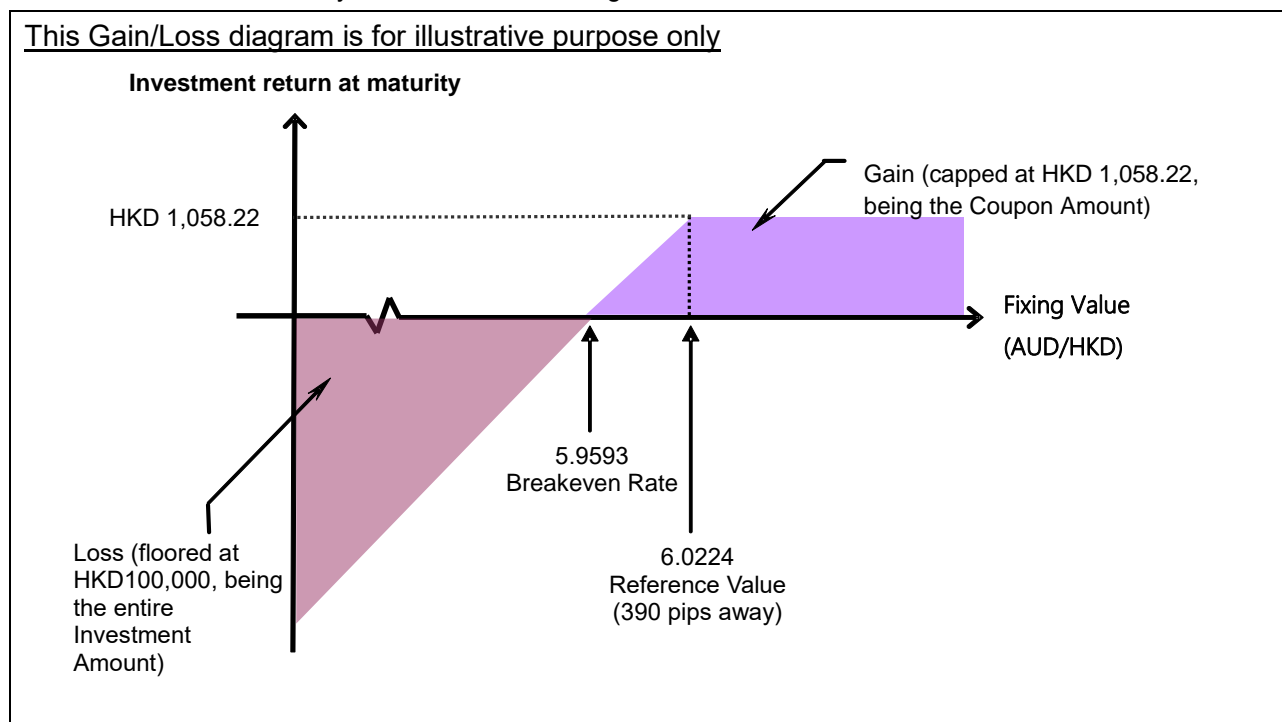 This Gain/Loss diagram is for illustrative purpose only
Investment return at maturity
Gain (capped at HKD 1,058.22,
being the Coupon Amount)
HKD 1,058.22
Fixing Value
(AUD/HKD)
5.9593
Breakeven Rate
6.0224
Reference Value
(390 pips away)
Loss (floored at
HKD100,000, being
the entire
Investment
Amount)